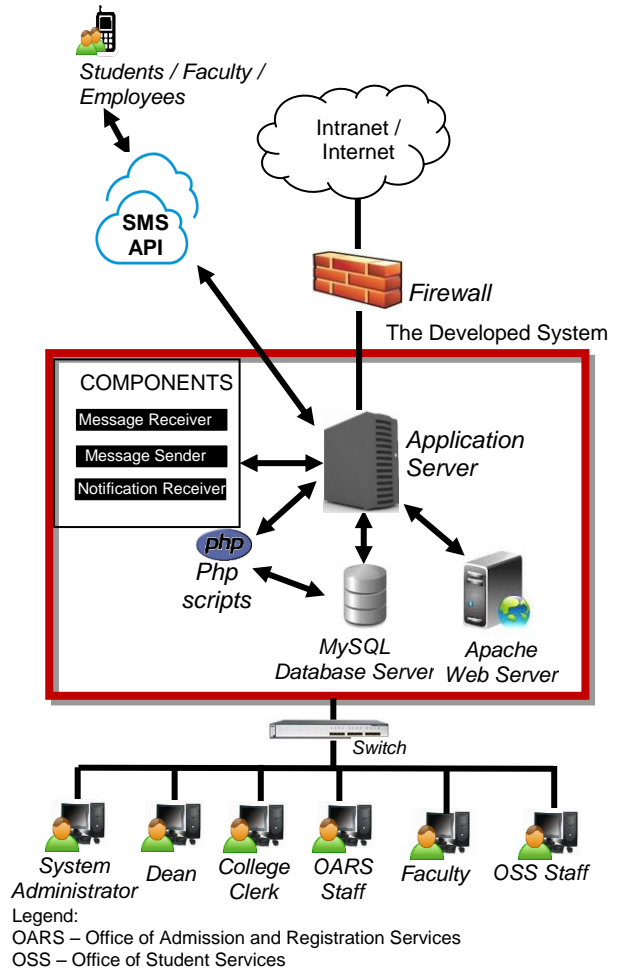 Students / Faculty /
Employees
Intranet /
Internet
SMS
API
Firewall
The Developed System
COMPONENTS
Message Receiver
Message Sender
Notification Receiver
Application
Server
php
Php
scripts
MySQL
Database Server
Apache
Web Server
Switch
System
Administrator
Dean
College
Clerk
OARS
Staff
Faculty
OSS Staff
Legend:
OARS – Office of Admission and Registration Services
OSS – Office of Student Services